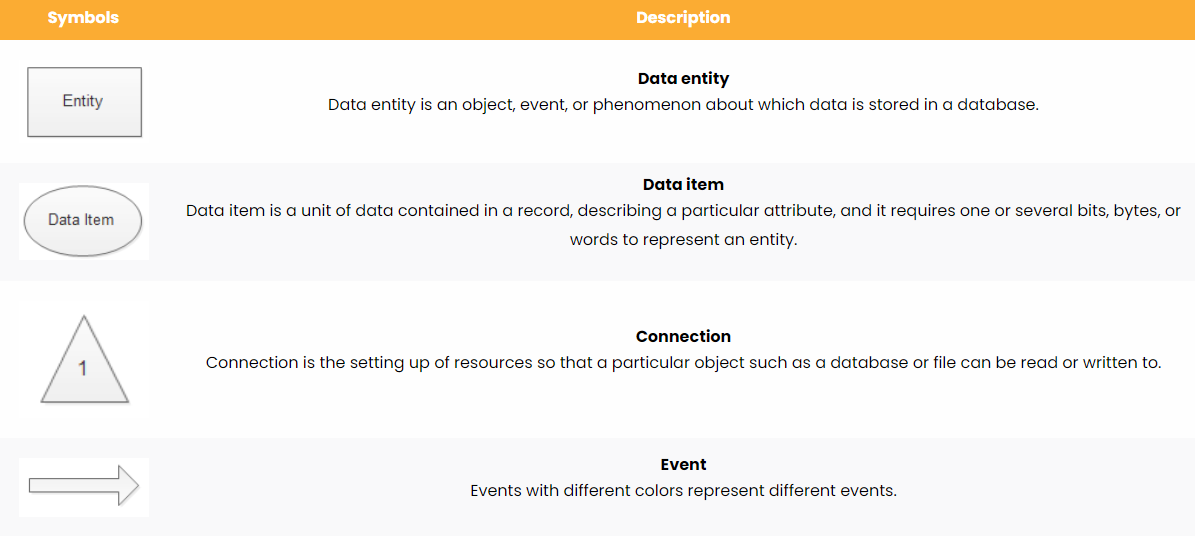 Symbols Description
Entity
Data entity
Data entity is an object, event, or phenomenon about which data is stored in a database.
Data Item
Data item
Data item is a unit of data contained in a record, describing a particular attribute, and it requires one or several bits, bytes, or
words to represent an entity.
1
Connection
Connection is the setting up of resources so that a particular object such as a database or file can be read or written to.
Event
Events with different colors represent different events.